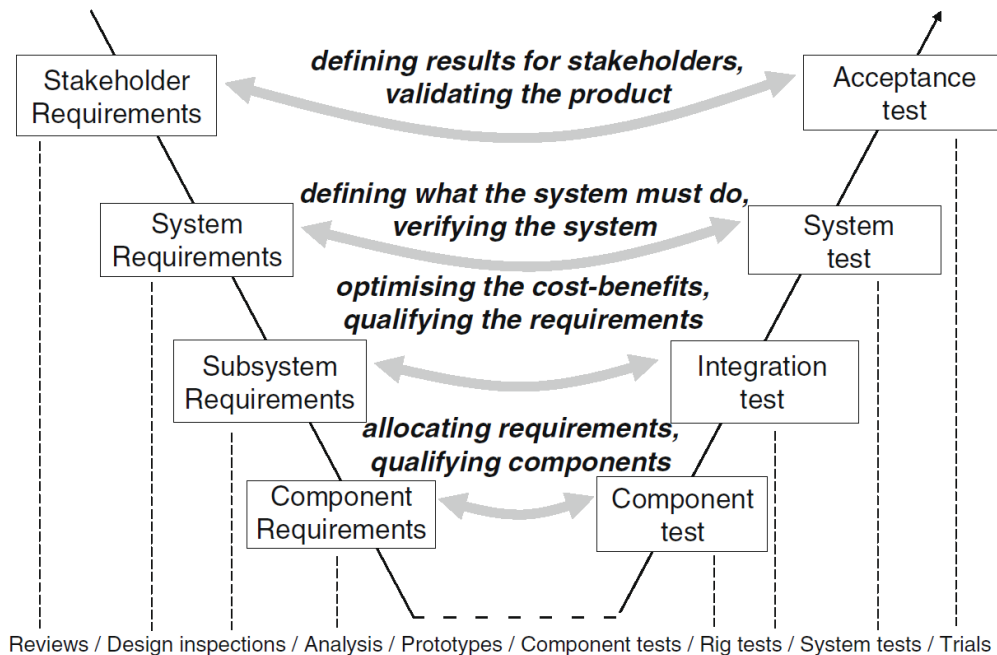 defining results for stakeholders,
validating the product
Stakeholder
Requirements
Acceptance
test
defining what the system must do,
verifying the system
System
Requirements
System
test
optimising the cost-benefits,
qualifying the requirements
Subsystem
Requirements
Integration
test
allocating requirements,
qualifying components
Component
Requirements
Component
test
Reviews / Design inspections / Analysis / Prototypes / Component tests / Rig tests / System tests / Trials